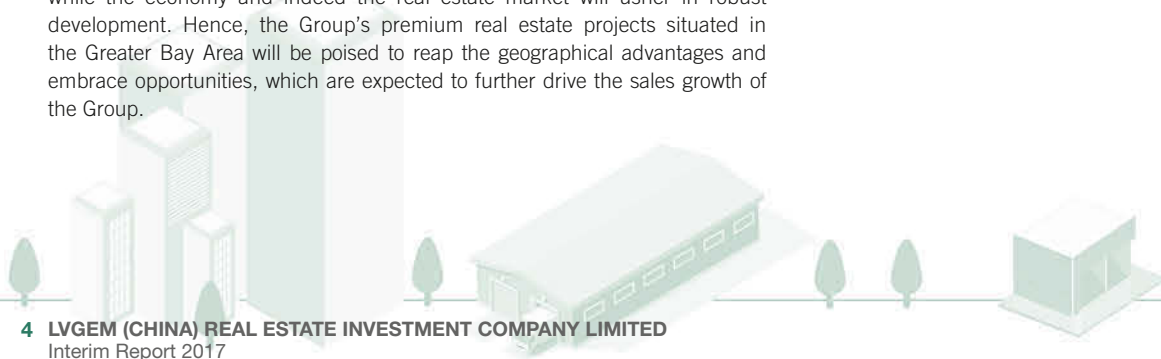 while the economy and indeed the real estate market will usher in robust
development. Hence, the Group’s premium real estate projects situated in
the Greater Bay Area will be poised to reap the geographical advantages and
embrace opportunities, which are expected to further drive the sales growth of
the Group.
4 LVGEM (CHINA) REAL ESTATE INVESTMENT COMPANY LIMITED
Interim Report 2017